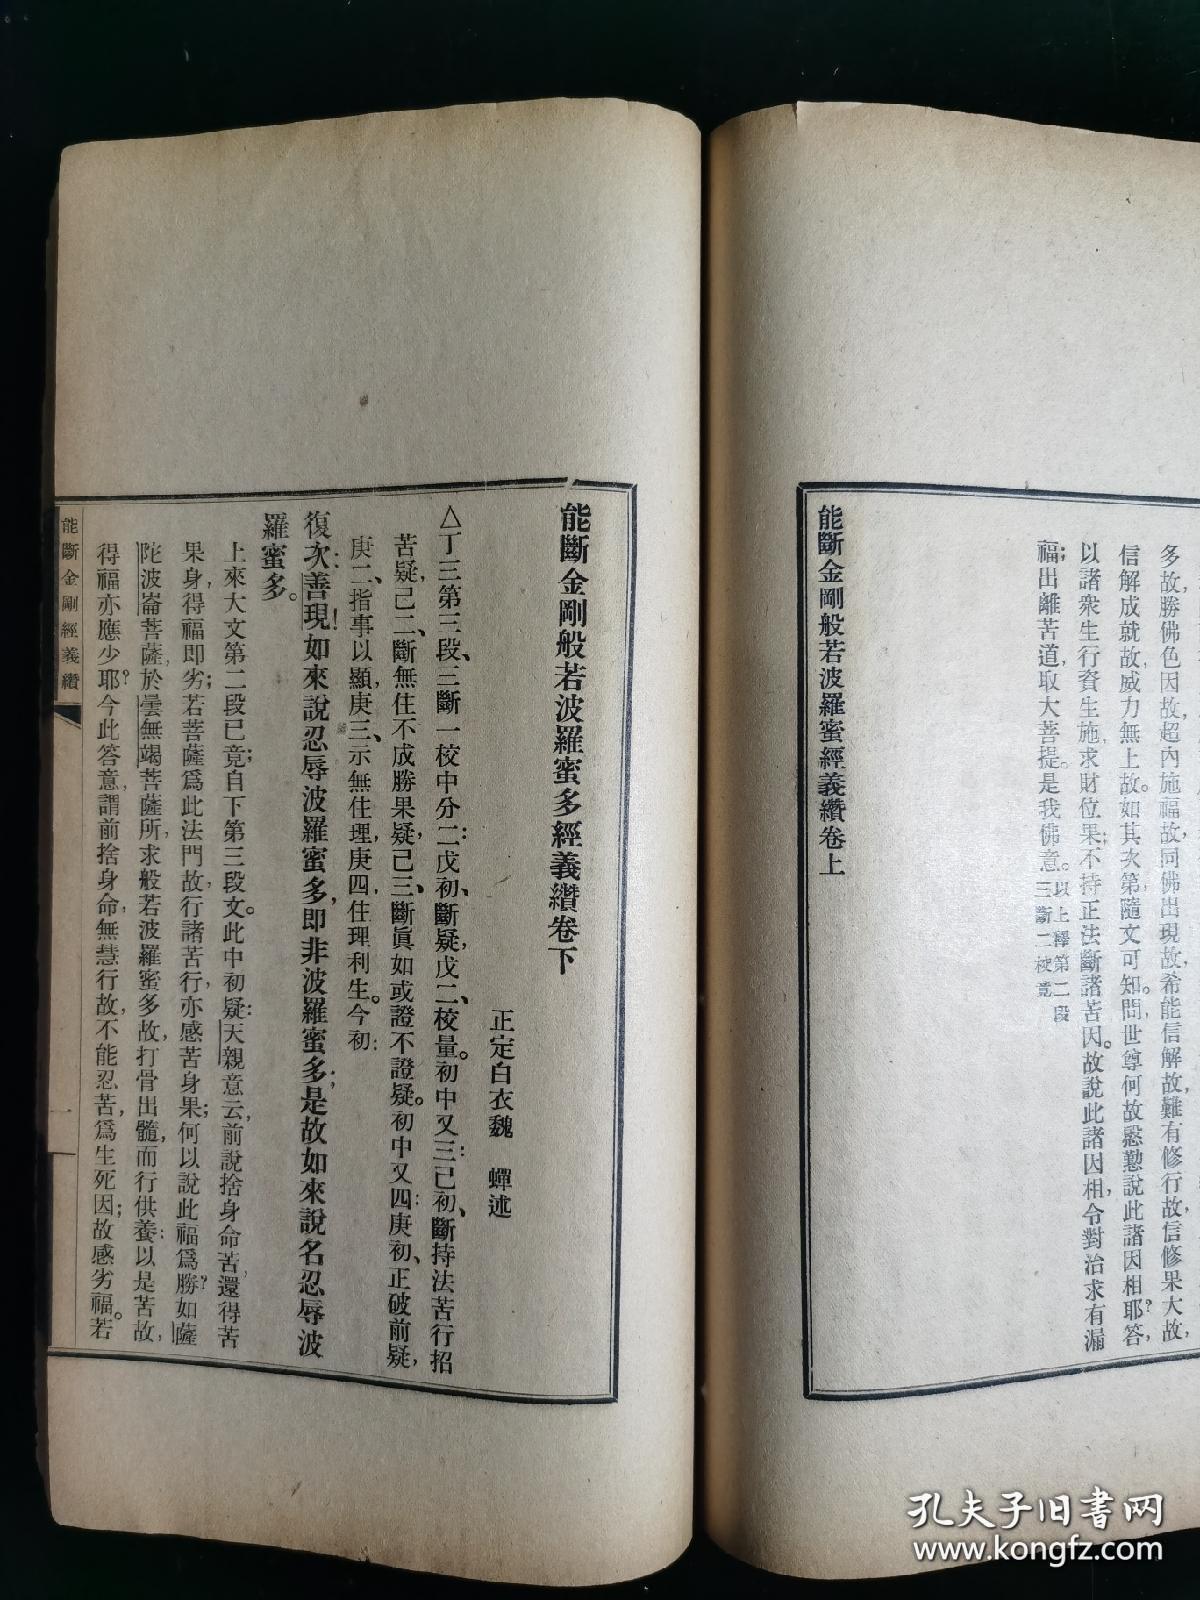 多故，勝佛色因故，超內施福故，同佛出現故，希能信解故，難有修行故，信修果大故，
信解成就故，威力無上故。如其次第隨文可知。問世尊何故慇懃說此諸因相耶？答，
以諸衆生行資生施，求財位果；不持正法斷諸苦因。故說此諸因相，令對治求有漏
福；出離苦道，取大菩提。是我佛意。以上釋第二段
三斷二校竟
能斷金剛般若波羅蜜經義纘卷上
能斷金剛般若波羅蜜多經義纘卷下
正定白衣魏　蟬述
△丁三第三段、三斷一校中分二：戊初、斷疑，戊二、校量。初中又三：己初、斷持法苦行招
苦疑，己二、斷無住不成勝果疑，己三、斷眞如或證不證疑。初中又四：庚初、正破前疑，
庚二、指事以顯，庚三、示無住理，庚四、住理利生。今初：
復次，善現！如來說忍辱波羅蜜多，即非波羅蜜多；是故如來說名忍辱波
羅蜜多。
上來大文第二段已竟；自下第三段文。此中初疑：天親意云，前說捨身命苦，還得苦
果身，得福即劣；若菩薩爲此法門故，行諸苦行，亦感苦身果；何以說此福爲勝？如薩
陀波崙菩薩，於曇無竭菩薩所，求般若波羅蜜多故，打骨出髓，而行供養：以是苦故，
得福亦應少耶？今此答意，謂前捨身命，無慧行故，不能忍苦，爲生死因；故感劣福。若
能斷金剛經義纘
一
孔夫子旧书网
www.kongfz.com